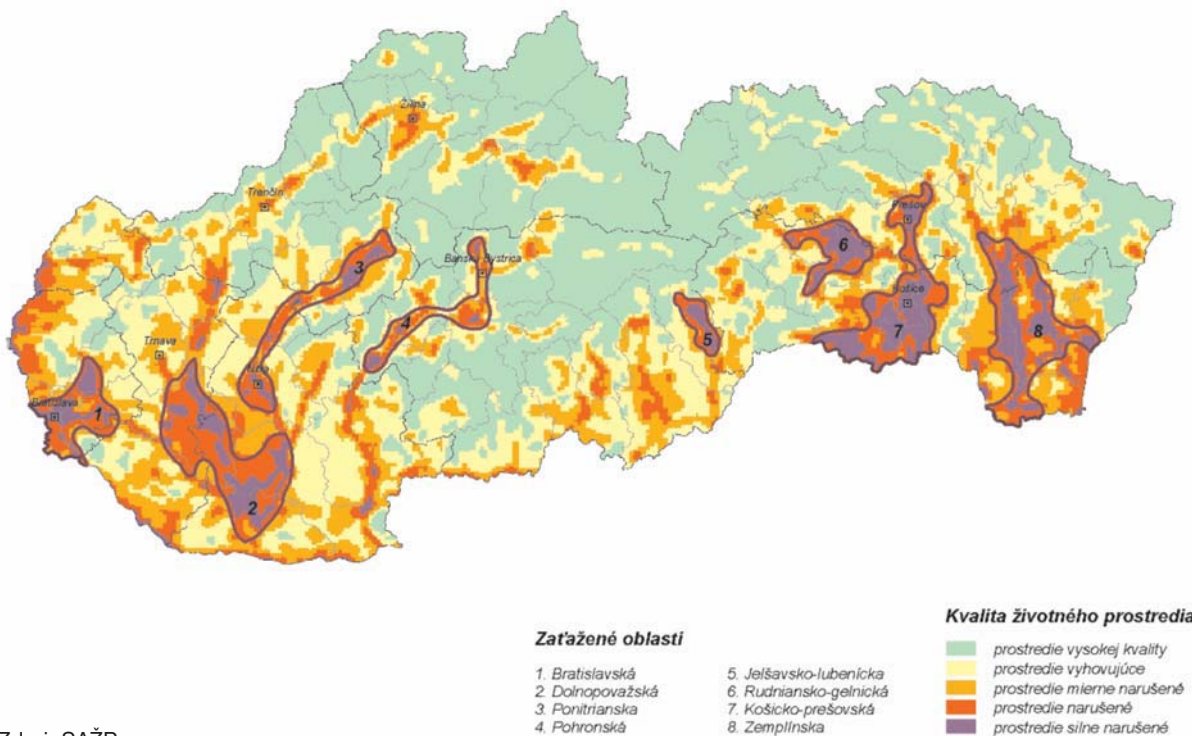 Žilina
Trenčín
Prešov
6
3
Banská Bystrica
Košice
4
5
7
8
Trnava
Nitra
Bratislava
1
2
Kvalita životného prostredia
Zaťažené oblasti
prostredie vysokej kvality
1. Bratislavská
5. Jelšavsko-lubenícka
prostredie vyhovujúce
2. Dolnopovažská
6. Rudniansko-gelnická
prostredie mierne narušené
3. Ponitrianska
7. Košicko-prešovská
prostredie narušené
4. Pohronská
8. Zemplínska
prostredie silne narušené